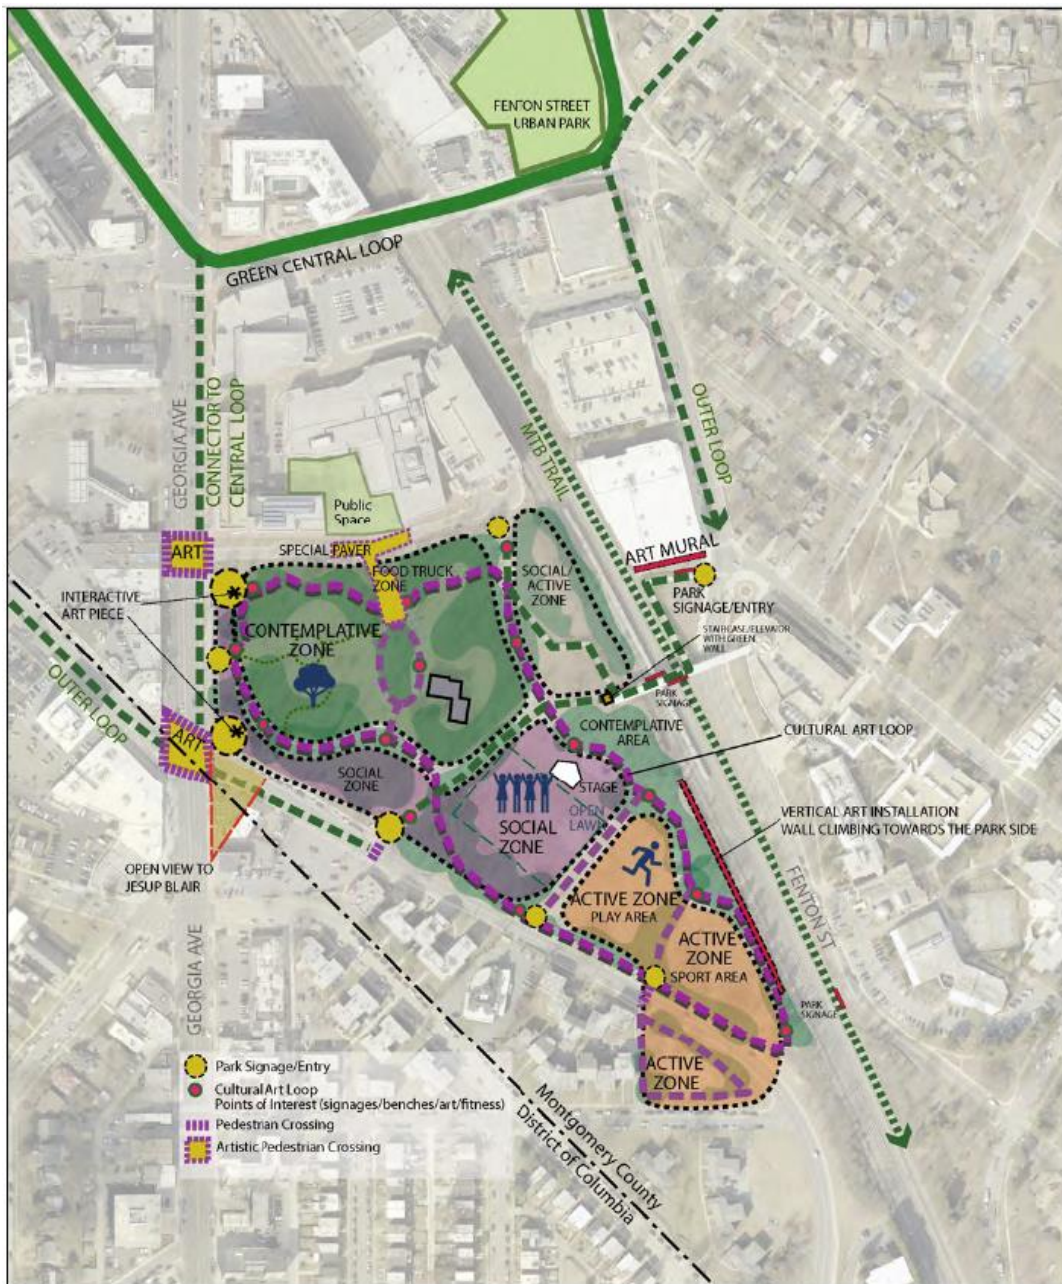 FENTON STREET
URBAN PARK
GREEN CENTRAL LOOP
GEORGIA AVE
CONNECTOR TO
CENTRAL LOOP
MTB TRAIL
OUTER LOOP
Public
Space
ART
SPECIAL PAVER
FOOD TRUCK
ZONE
SOCIAL/
ACTIVE
ZONE
ART MURAL
PARK
SIGNAGE/ENTRY
INTERACTIVE
ART PIECE
CONTEMPLATIVE
ZONE
STAIRCASE/ELEVATOR
WITH GREEN
WALL
OUTER LOOP
PARK
SIGNAGE
ART
CONTEMPLATIVE
AREA
CULTURAL ART LOOP
SOCIAL
ZONE
STAGE
OPEN
LAWN
SOCIAL
ZONE
VERTICAL ART INSTALLATION
WALL CLIMBING TOWARDS THE PARK SIDE
OPEN VIEW TO
JESUP BLAIR
ACTIVE ZONE
PLAY AREA
FENTON ST
ACTIVE
ZONE
SPORT AREA
GEORGIA AVE
PARK
SIGNAGE
ACTIVE
ZONE
Park Signage/Entry
Cultural Art Loop
Points of Interest (signages/benches/art/fitness)
Pedestrian Crossing
Artistic Pedestrian Crossing
Montgomery County
District of Columbia